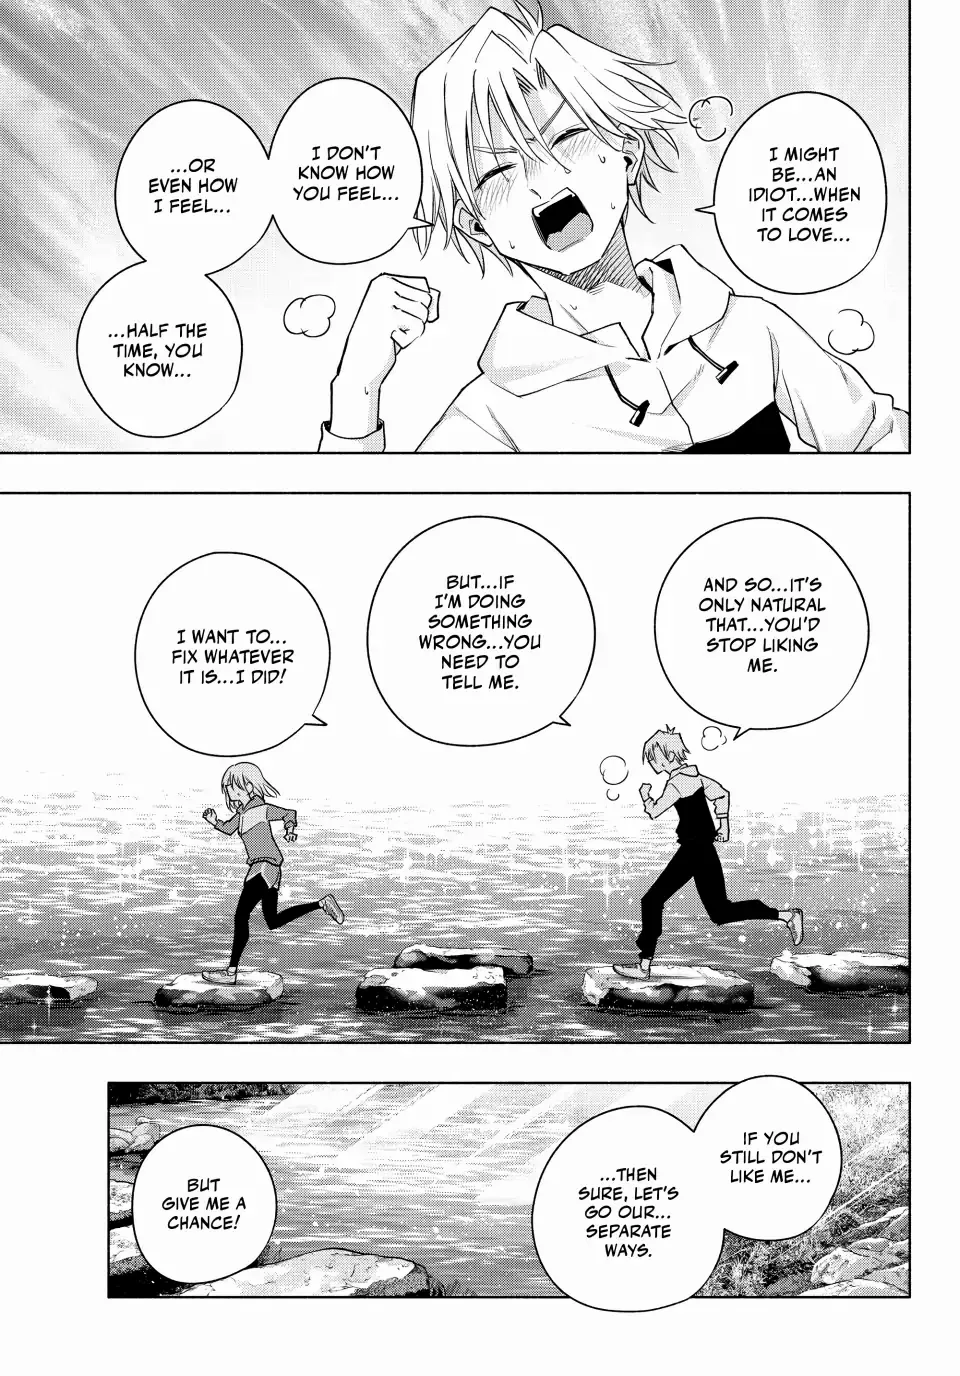 I MIGHT
BE...AN
IDIOT...WHEN
IT COMES
TO LOVE...
I DON'T
KNOW HOW
YOU FEEL...
...OR
EVEN HOW
I FEEL...
...HALF THE
TIME, YOU
KNOW...
AND SO...IT'S
ONLY NATURAL
THAT...YOU'D
STOP LIKING
ME.
BUT...IF
I'M DOING
SOMETHING
WRONG...YOU
NEED TO
TELL ME.
I WANT TO...
FIX WHATEVER
IT IS...I DID!
IF YOU
STILL DON'T
LIKE ME...
...THEN
SURE, LET'S
GO OUR...
SEPARATE
WAYS.
BUT
GIVE ME A
CHANCE!